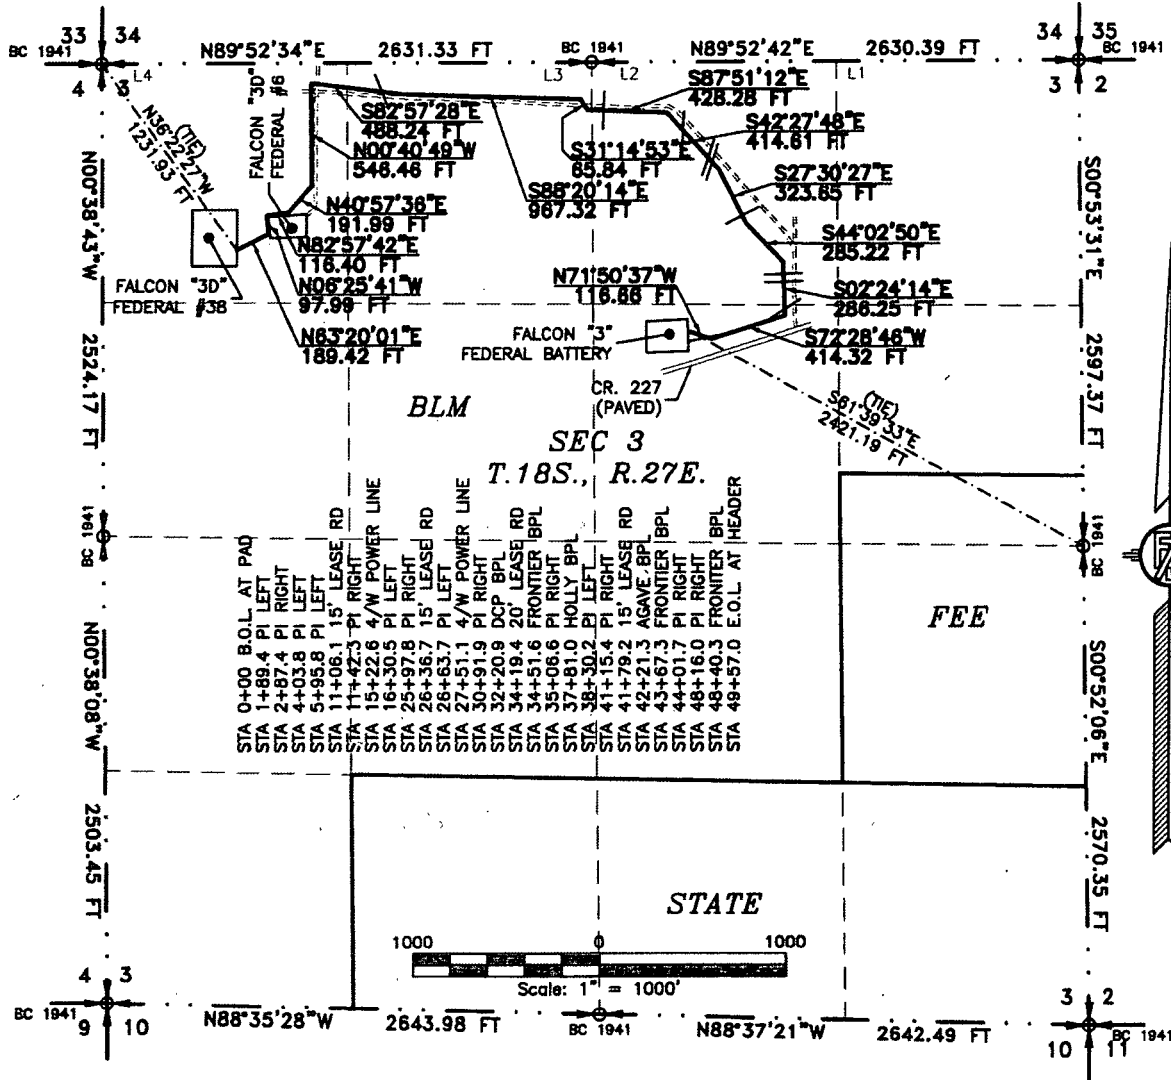 33 34
BC 1941
4 3
L4
N89°52'34"E 2631.33 FT
BC 1941
L3 L2
N89°52'42"E 2630.39 FT
L1
34 35
BC 1941
3 2
(TIE)
N36°22'27"W
1231.93 FT
FALCON "3D"
FEDERAL #6
S82°57'28"E
488.24 FT
N00°40'49"W
546.46 FT
N40°57'36"E
191.99 FT
N82°57'42"E
116.40 FT
N06°25'41"W
97.99 FT
N63°20'01"E
189.42 FT
FALCON "3D"
FEDERAL #38
S87°51'12"E
428.28 FT
S42°27'48"E
414.61 FT
S31°14'53"E
65.84 FT
S27°30'27"E
323.65 FT
S88°20'14"E
967.32 FT
S44°02'50"E
285.22 FT
N71°50'37"W
116.66 FT
S02°24'14"E
286.25 FT
S72°28'46"W
414.32 FT
FALCON "3"
FEDERAL BATTERY
CR. 227
(PAVED)
(TIE)
S61°39'33"E
2421.19 FT
N00°38'43"W 2524.17 FT
S00°53'31"E 2597.37 FT
BLM
SEC 3
T.18S., R.27E.
BC 1941
BC 1941
STA 0+00 B.O.L. AT PAD
STA 1+89.4 PI LEFT
STA 2+87.4 PI RIGHT
STA 4+03.8 PI LEFT
STA 5+95.8 PI LEFT
STA 11+06.1 15' LEASE RD
STA 11+42.3 PI RIGHT
STA 15+22.6 4/W POWER LINE
STA 16+30.5 PI LEFT
STA 25+97.8 PI RIGHT
STA 26+36.7 15' LEASE RD
STA 26+63.7 PI LEFT
STA 27+51.1 4/W POWER LINE
STA 30+91.9 PI RIGHT
STA 32+20.9 DCP BPL
STA 34+19.4 20' LEASE RD
STA 34+51.6 FRONTIER BPL
STA 35+06.6 PI RIGHT
STA 37+81.0 HOLLY BPL
STA 38+30.2 PI LEFT
STA 41+15.4 PI RIGHT
STA 41+79.2 15' LEASE RD
STA 42+21.3 AGAVE BPL
STA 43+67.3 FRONTIER BPL
STA 44+01.7 PI RIGHT
STA 48+16.0 PI RIGHT
STA 48+40.3 FRONITER BPL
STA 49+57.0 E.O.L. AT HEADER
FEE
N00°38'08"W 2503.45 FT
S00°52'06"E 2570.35 FT
STATE
1000 0 1000
Scale: 1" = 1000'
4 3
BC 1941
9 10
N88°35'28"W 2643.98 FT
BC 1941
N88°37'21"W 2642.49 FT
3 2
BC 1941
10 11